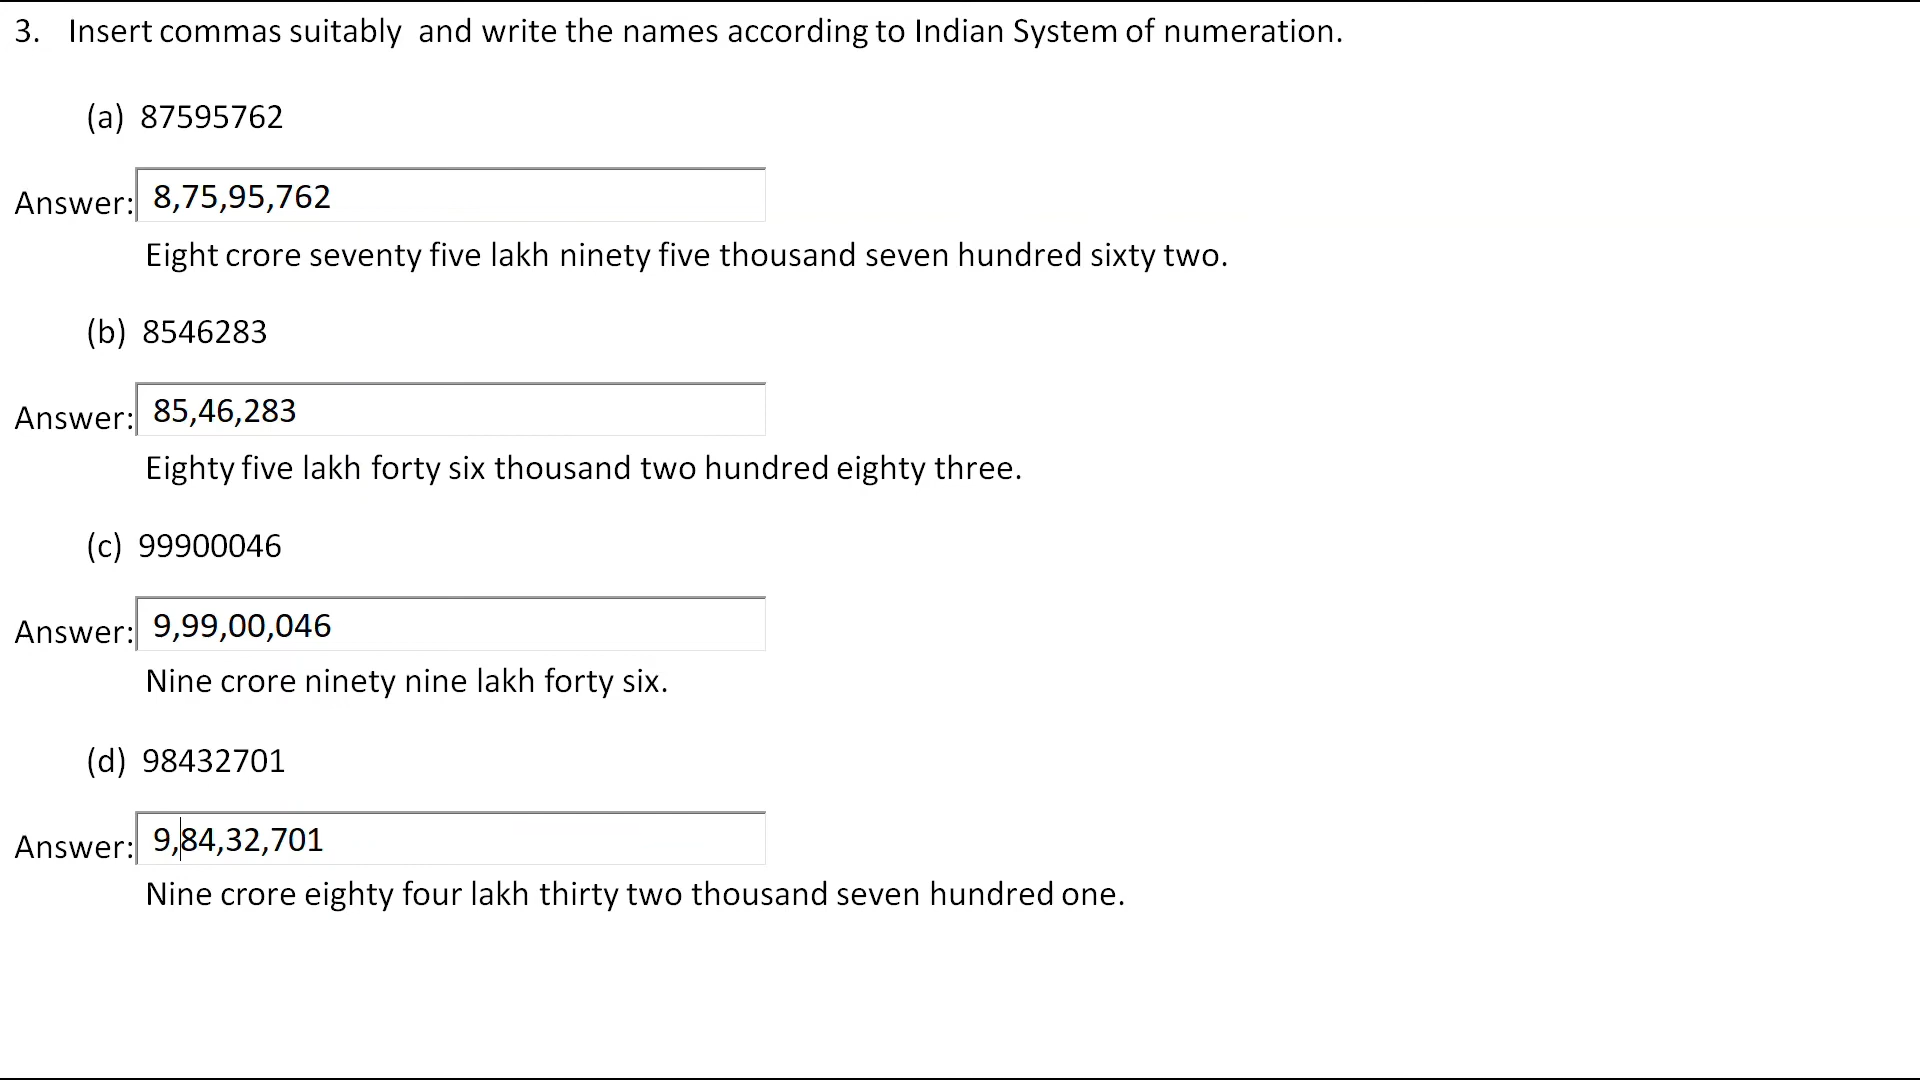 3. Insert commas suitably and write the names according to Indian System of numeration.
(a) 87595762
Answer: 8,75,95,762
Eight crore seventy five lakh ninety five thousand seven hundred sixty two.
(b) 8546283
Answer: 85,46,283
Eighty five lakh forty six thousand two hundred eighty three.
(c) 99900046
Answer: 9,99,00,046
Nine crore ninety nine lakh forty six.
(d) 98432701
Answer: 9,84,32,701
Nine crore eighty four lakh thirty two thousand seven hundred one.